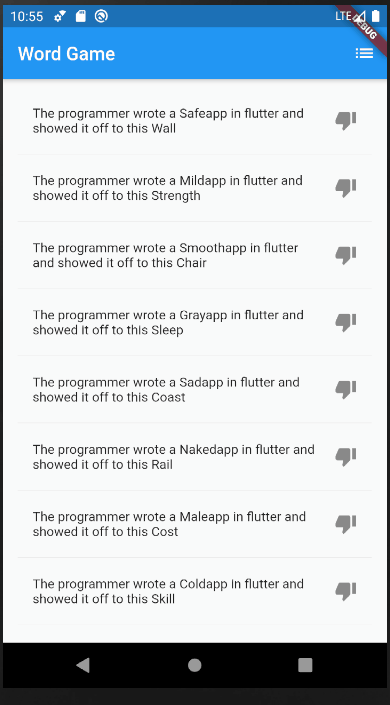 10:55
LTE
DEBUG
Word Game
The programmer wrote a Safeapp in flutter and
showed it off to this Wall
The programmer wrote a Mildapp in flutter and
showed it off to this Strength
The programmer wrote a Smoothapp in flutter
and showed it off to this Chair
The programmer wrote a Grayapp in flutter and
showed it off to this Sleep
The programmer wrote a Sadapp in flutter and
showed it off to this Coast
The programmer wrote a Nakedapp in flutter and
showed it off to this Rail
The programmer wrote a Maleapp in flutter and
showed it off to this Cost
The programmer wrote a Coldapp in flutter and
showed it off to this Skill